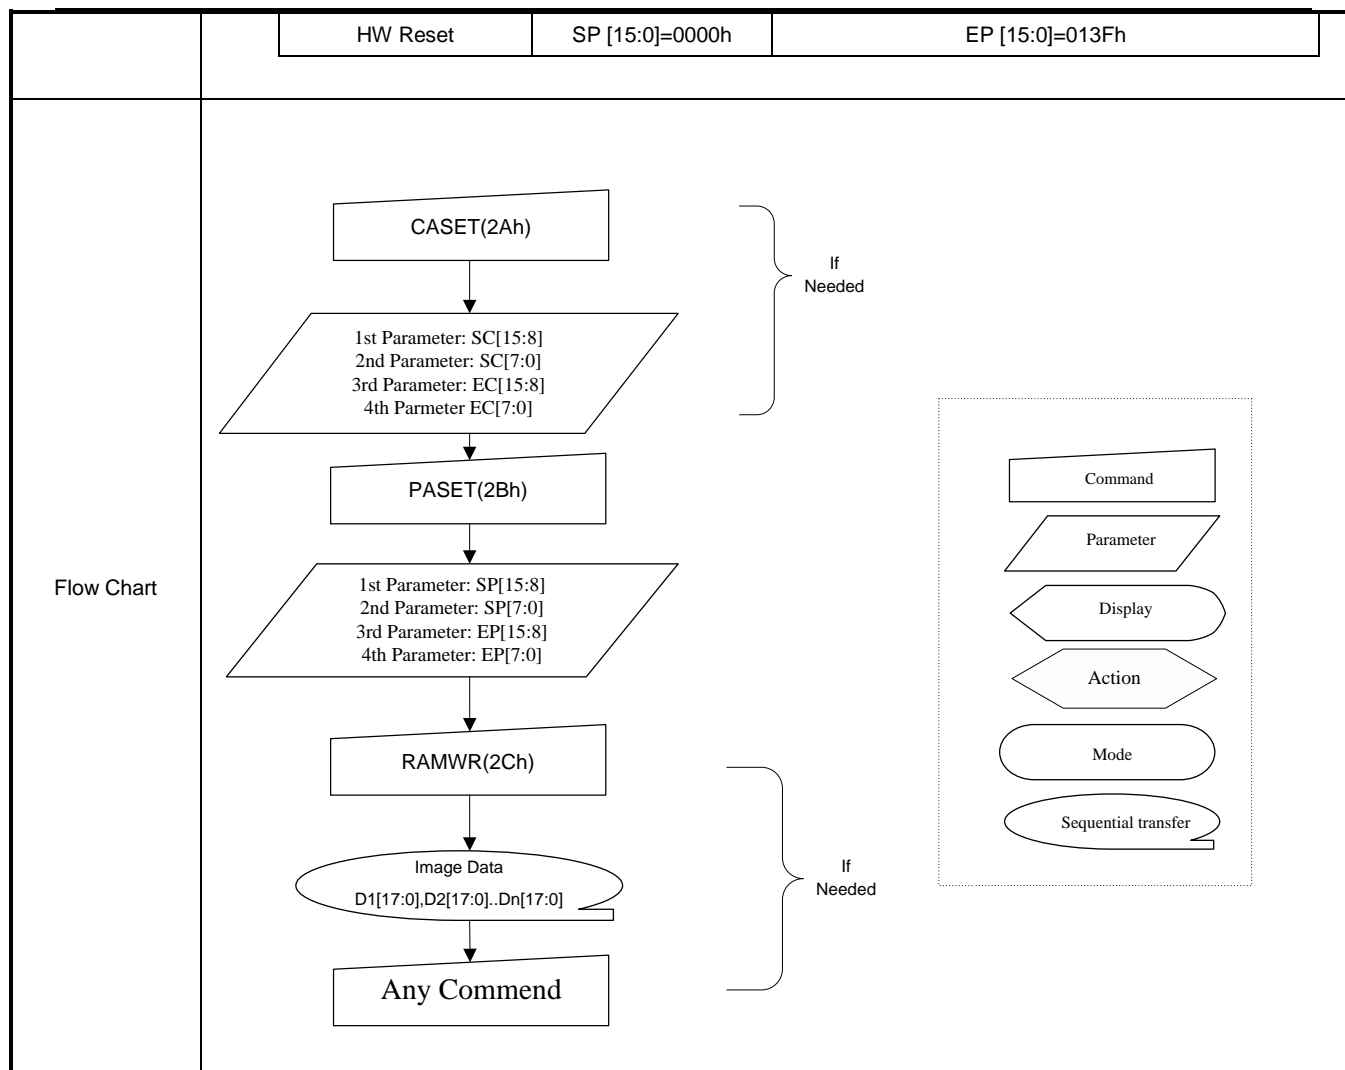 HW Reset SP [15:0]=0000h EP [15:0]=013Fh
Flow Chart
CASET(2Ah)
If
Needed
1st Parameter: SC[15:8]
2nd Parameter: SC[7:0]
3rd Parameter: EC[15:8]
4th Parmeter EC[7:0]
PASET(2Bh)
1st Parameter: SP[15:8]
2nd Parameter: SP[7:0]
3rd Parameter: EP[15:8]
4th Parameter: EP[7:0]
RAMWR(2Ch)
Image Data
D1[17:0],D2[17:0]..Dn[17:0]
If
Needed
Any Commend
Command
Parameter
Display
Action
Mode
Sequential transfer